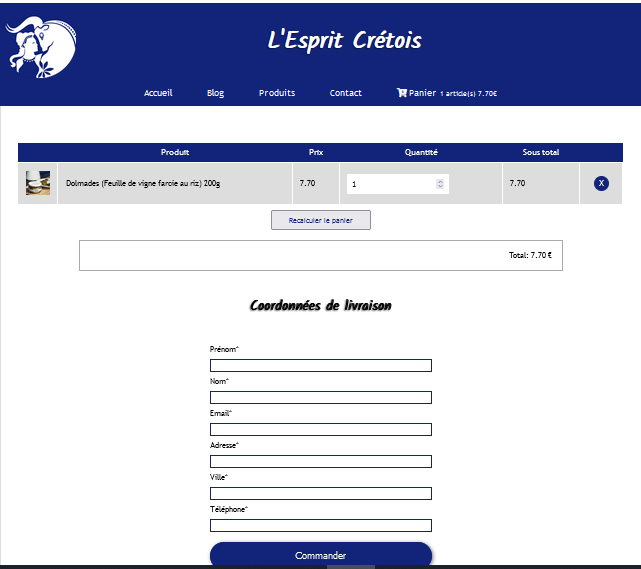 L'Esprit Crétois
Accueil Blog Produits Contact Panier 1 article(s) 7.70€
Produit Prix Quantité Sous total
Dolmades (Feuille de vigne farcie au riz) 200g 7.70 1 7.70 X
Recalculer le panier
Total: 7.70 €
Coordonnées de livraison
Prénom*
Nom*
Email*
Adresse*
Ville*
Téléphone*
Commander